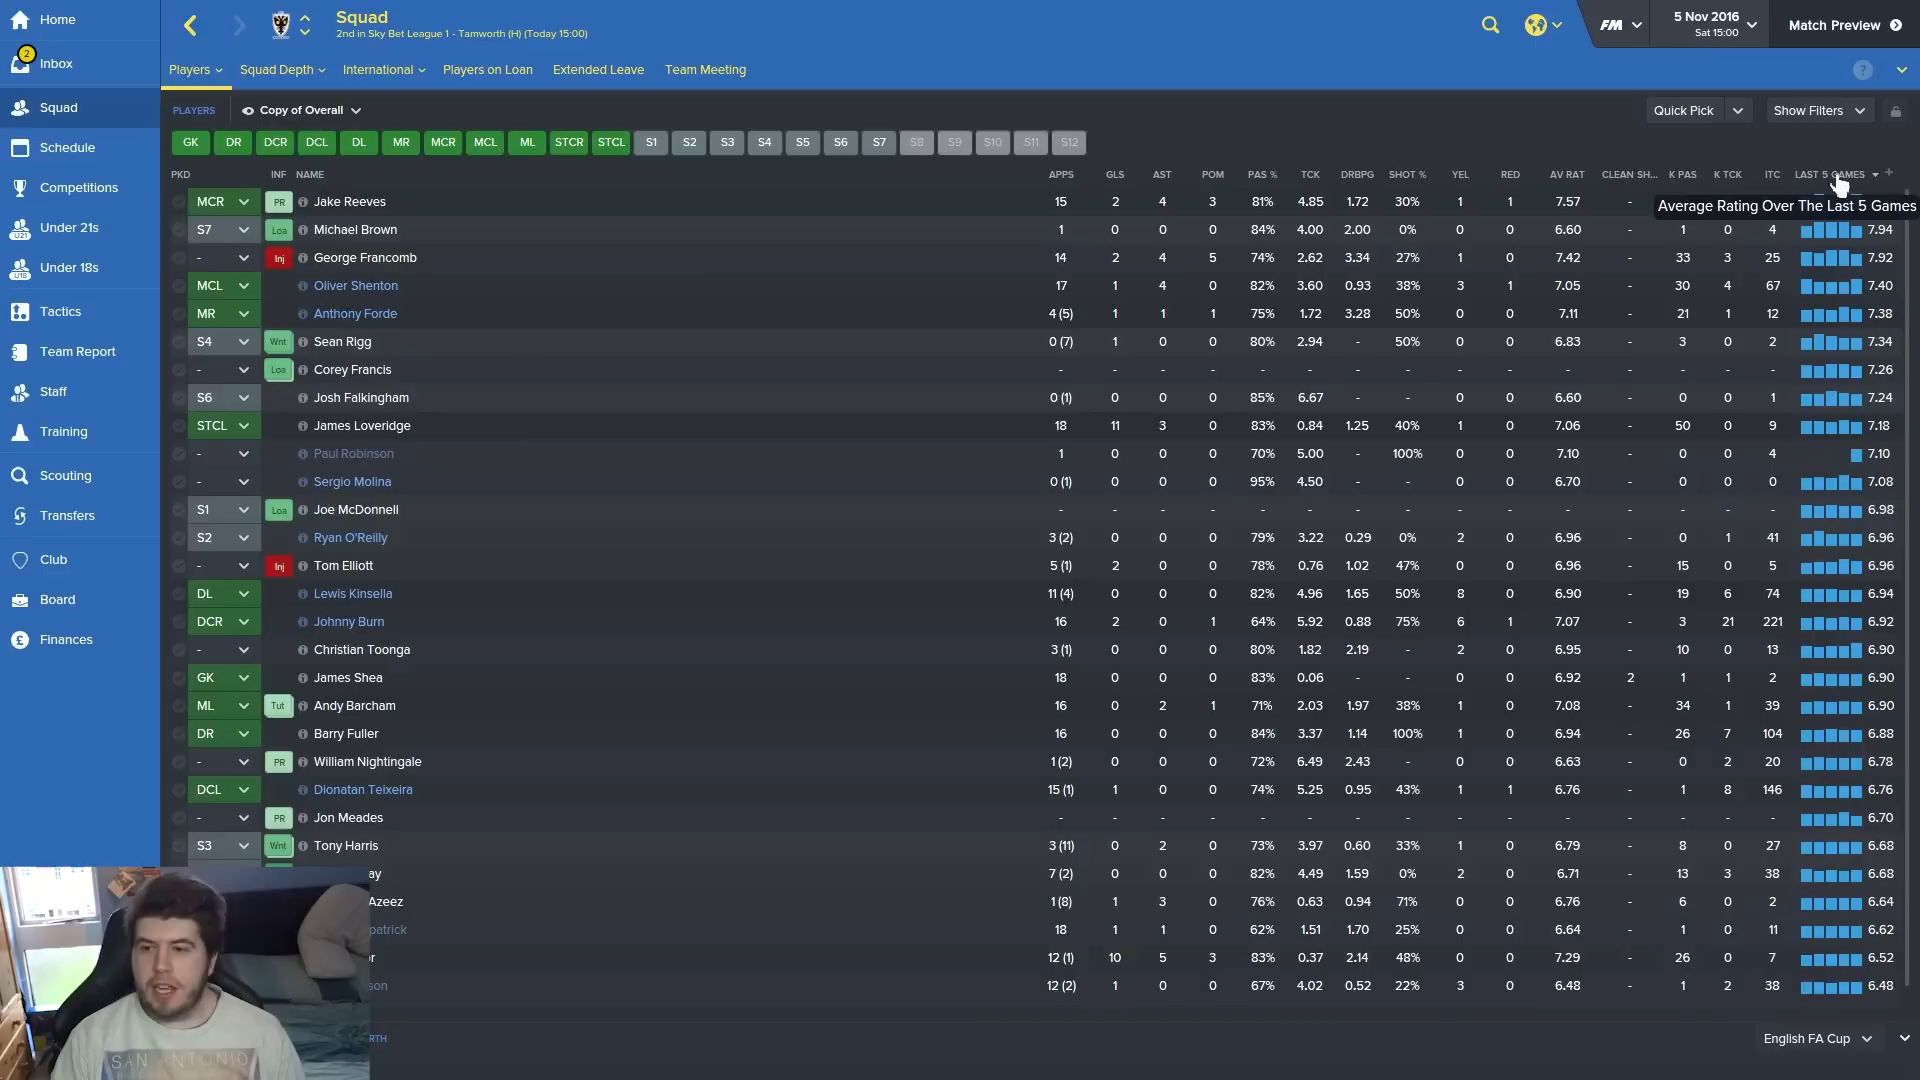 Home
2
Inbox
Squad
Schedule
Competitions
U21
Under 21s
U18
Under 18s
Tactics
Team Report
Staff
Training
Scouting
Transfers
Club
Board
Finances
Squad
2nd in Sky Bet League 1 - Tamworth (H) (Today 15:00)
FM
5 Nov 2016
Sat 15:00
Match Preview
Players Squad Depth International Players on Loan Extended Leave Team Meeting
?
PLAYERS Copy of Overall Quick Pick Show Filters
GK DR DCR DCL DL MR MCR MCL ML STCR STCL S1 S2 S3 S4 S5 S6 S7 S8 S9 S10 S11 S12
PKD INF NAME APPS GLS AST POM PAS % TCK DRBPG SHOT % YEL RED AV RAT CLEAN SH... K PAS K TCK ITC LAST 5 GAMES +
MCR PR Jake Reeves 15 2 4 3 81% 4.85 1.72 30% 1 1 7.57 -
Average Rating Over The Last 5 Games
S7 Loa Michael Brown 1 0 0 0 84% 4.00 2.00 0% 0 0 6.60 - 1 0 4 7.94
- Inj George Francomb 14 2 4 5 74% 2.62 3.34 27% 1 0 7.42 - 33 3 25 7.92
MCL Oliver Shenton 17 1 4 0 82% 3.60 0.93 38% 3 1 7.05 - 30 4 67 7.40
MR Anthony Forde 4 (5) 1 1 1 75% 1.72 3.28 50% 0 0 7.11 - 21 1 12 7.38
S4 Wnt Sean Rigg 0 (7) 1 0 0 80% 2.94 - 50% 0 0 6.83 - 3 0 2 7.34
- Loa Corey Francis - - - - - - - - - - - - - - - 7.26
S6 Josh Falkingham 0 (1) 0 0 0 85% 6.67 - - 0 0 6.60 - 0 0 1 7.24
STCL James Loveridge 18 11 3 0 83% 0.84 1.25 40% 1 0 7.06 - 50 0 9 7.18
- Paul Robinson 1 0 0 0 70% 5.00 - 100% 0 0 7.10 - 0 0 4 7.10
- Sergio Molina 0 (1) 0 0 0 95% 4.50 - - 0 0 6.70 - 0 0 0 7.08
S1 Loa Joe McDonnell - - - - - - - - - - - - - - - 6.98
S2 Ryan O'Reilly 3 (2) 0 0 0 79% 3.22 0.29 0% 2 0 6.96 - 0 1 41 6.96
- Inj Tom Elliott 5 (1) 2 0 0 78% 0.76 1.02 47% 0 0 6.96 - 15 0 5 6.96
DL Lewis Kinsella 11 (4) 0 0 0 82% 4.96 1.65 50% 8 0 6.90 - 19 6 74 6.94
DCR Johnny Burn 16 2 0 1 64% 5.92 0.88 75% 6 1 7.07 - 3 21 221 6.92
- Christian Toonga 3 (1) 0 0 0 80% 1.82 2.19 - 2 0 6.95 - 10 0 13 6.90
GK James Shea 18 0 0 0 83% 0.06 - - 0 0 6.92 2 1 1 2 6.90
ML Tut Andy Barcham 16 0 2 1 71% 2.03 1.97 38% 1 0 7.08 - 34 1 39 6.90
DR Barry Fuller 16 0 0 0 84% 3.37 1.14 100% 1 0 6.94 - 26 7 104 6.88
- PR William Nightingale 1 (2) 0 0 0 72% 6.49 2.43 - 0 0 6.63 - 0 2 20 6.78
DCL Dionatan Teixeira 15 (1) 1 0 0 74% 5.25 0.95 43% 1 1 6.76 - 1 8 146 6.76
- PR Jon Meades - - - - - - - - - - - - - - - 6.70
S3 Wnt Tony Harris 3 (11) 0 2 0 73% 3.97 0.60 33% 1 0 6.79 - 8 0 27 6.68
ay 7 (2) 0 0 0 82% 4.49 1.59 0% 2 0 6.71 - 13 3 38 6.68
Azeez 1 (8) 1 3 0 76% 0.63 0.94 71% 0 0 6.76 - 6 0 2 6.64
patrick 18 1 1 0 62% 1.51 1.70 25% 0 0 6.64 - 1 0 11 6.62
or 12 (1) 10 5 3 83% 0.37 2.14 48% 0 0 7.29 - 26 0 7 6.52
son 12 (2) 1 0 0 67% 4.02 0.52 22% 3 0 6.48 - 1 2 38 6.48
RTH English FA Cup
SAN ANTONIO